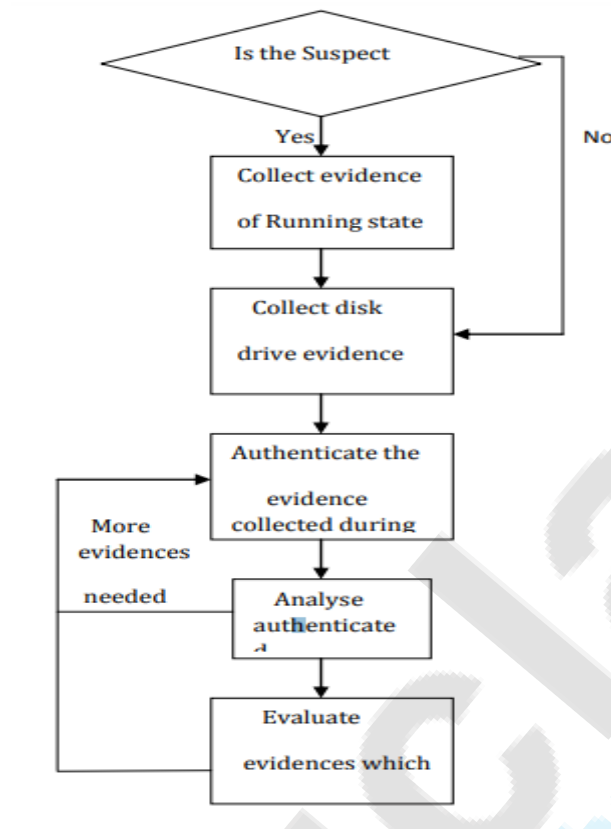 Is the Suspect
Yes
No
Collect evidence
of Running state
Collect disk
drive evidence
Authenticate the
evidence
collected during
More
evidences
needed
Analyse
authenticate
d
Evaluate
evidences which